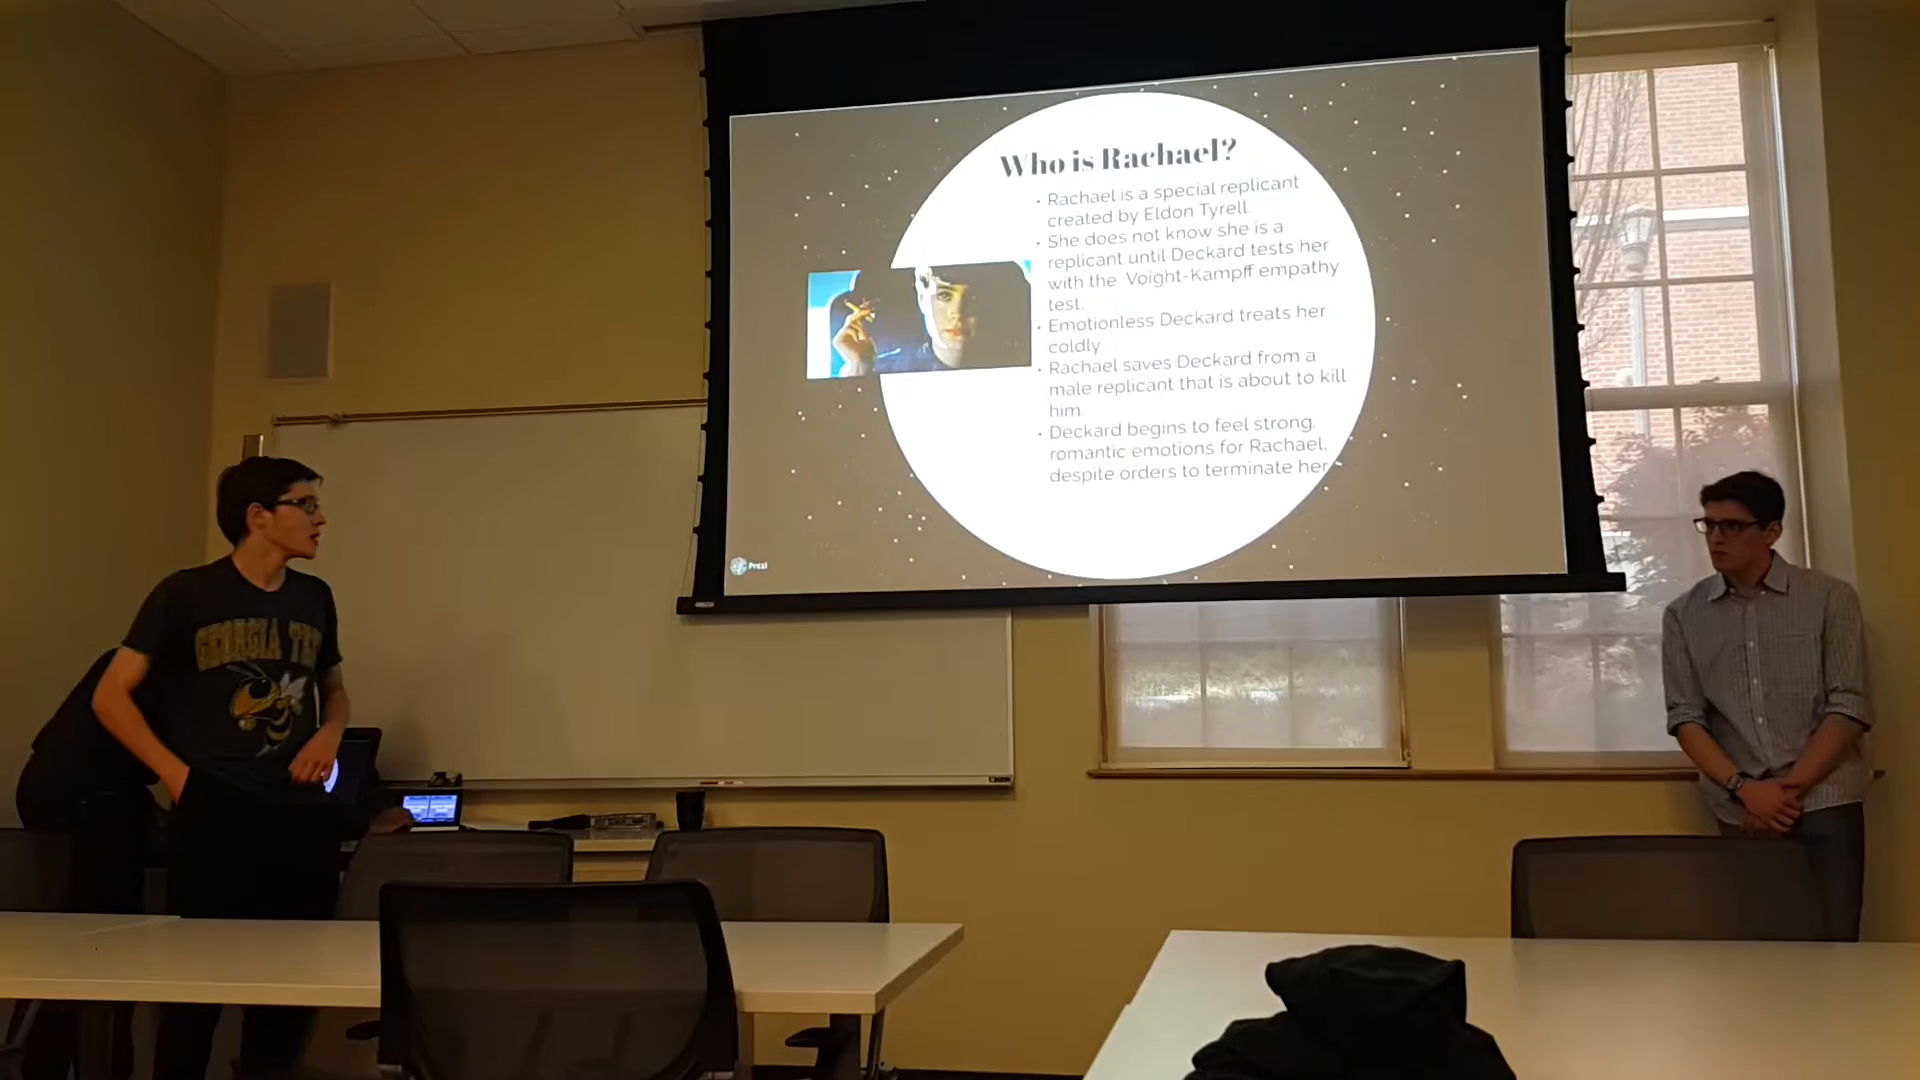 Who is Rachael?
• Rachael is a special replicant
created by Eldon Tyrell.
• She does not know she is a
replicant until Deckard tests her
with the Voight-Kampff empathy
test.
• Emotionless Deckard treats her
coldly
• Rachael saves Deckard from a
male replicant that is about to kill
him
• Deckard begins to feel strong,
romantic emotions for Rachael,
despite orders to terminate her
Prezi
GEORGIA